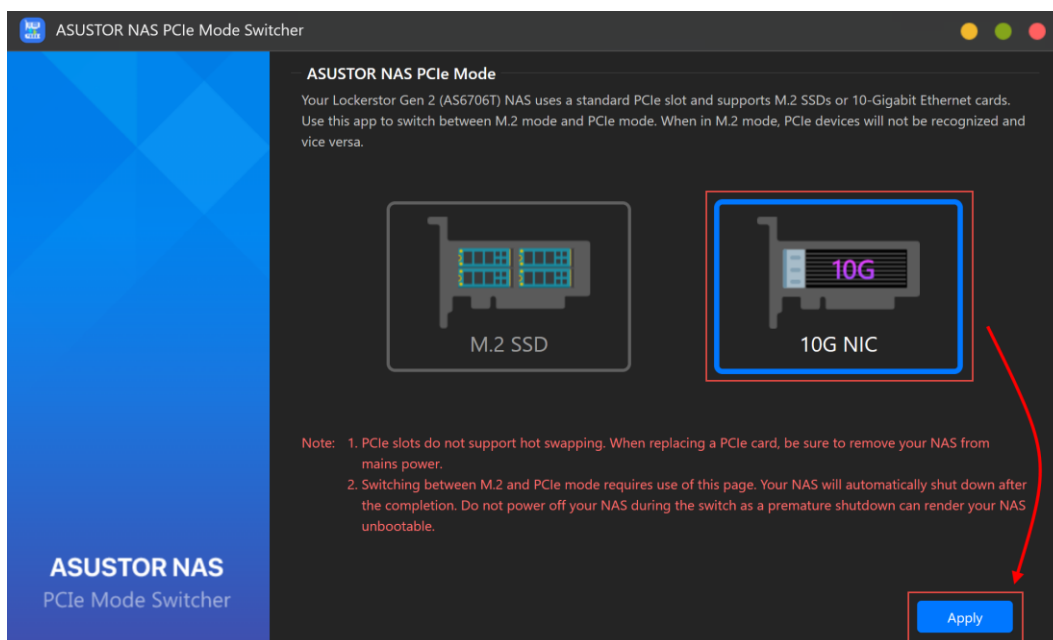 ASUSTOR NAS PCIe Mode Switcher
ASUSTOR NAS PCIe Mode
Your Lockerstor Gen 2 (AS6706T) NAS uses a standard PCIe slot and supports M.2 SSDs or 10-Gigabit Ethernet cards.
Use this app to switch between M.2 mode and PCIe mode. When in M.2 mode, PCIe devices will not be recognized and
vice versa.
M.2 SSD
10G
10G NIC
Note: 1. PCIe slots do not support hot swapping. When replacing a PCIe card, be sure to remove your NAS from
mains power.
2. Switching between M.2 and PCIe mode requires use of this page. Your NAS will automatically shut down after
the completion. Do not power off your NAS during the switch as a premature shutdown can render your NAS
unbootable.
ASUSTOR NAS
PCIe Mode Switcher
Apply